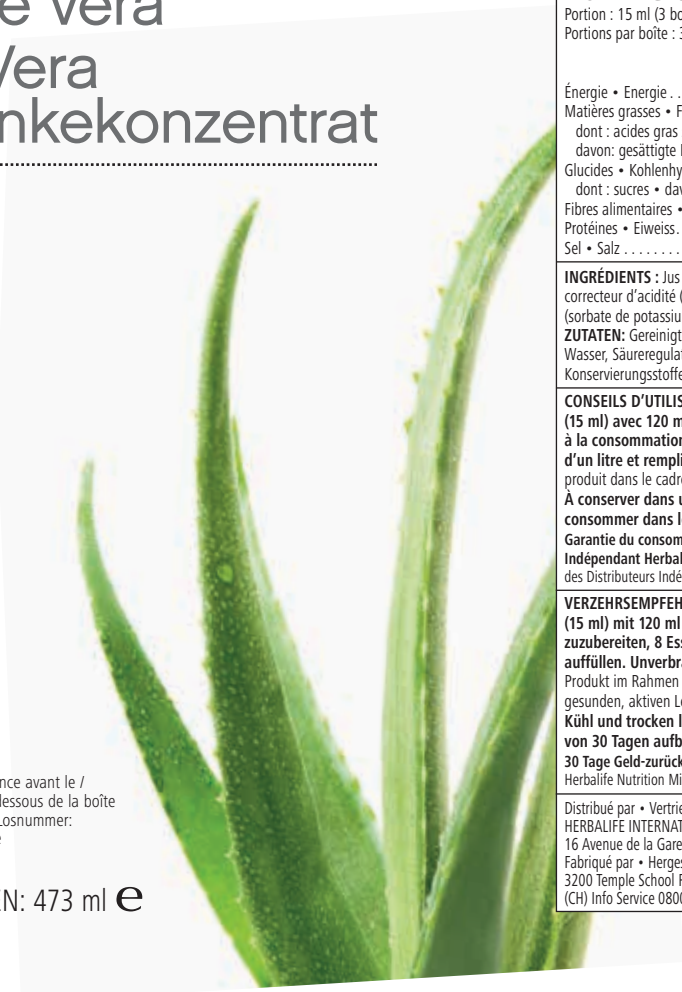 e Vera
Vera
nkekonzentrat
nce avant le /
dessous de la boîte
Losnummer:
EN: 473 ml e
Portion : 15 ml (3 bo
Portions par boîte : 3
Énergie • Energie . .
Matières grasses • F
dont : acides gras
davon: gesättigte
Glucides • Kohlenhy
dont : sucres • dav
Fibres alimentaires •
Protéines • Eiweiss.
Sel • Salz . . . . . . . .
INGRÉDIENTS : Jus
correcteur d’acidité (
(sorbate de potassiu
ZUTATEN: Gereinigt
Wasser, Säureregulat
Konservierungsstoffe
CONSEILS D’UTILIS
(15 ml) avec 120 m
à la consommation
d’un litre et rempli
produit dans le cadre
À conserver dans u
consommer dans l
Garantie du consom
Indépendant Herbal
des Distributeurs Indé
VERZEHRSEMPFEH
(15 ml) mit 120 ml
zuzubereiten, 8 Ess
auffüllen. Unverbra
Produkt im Rahmen
gesunden, aktiven Le
Kühl und trocken l
von 30 Tagen aufb
30 Tage Geld-zurück
Herbalife Nutrition Mi
Distribué par • Vertrie
HERBALIFE INTERNAT
16 Avenue de la Gare
Fabriqué par • Herges
3200 Temple School R
(CH) Info Service 0800